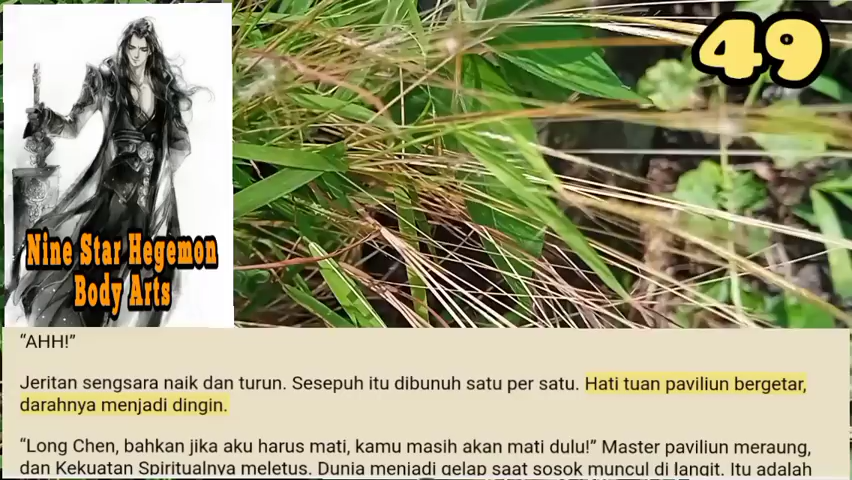 49
Nine Star Hegemon
Body Arts
“AHH!”
Jeritan sengsara naik dan turun. Sesepuh itu dibunuh satu per satu. Hati tuan paviliun bergetar,
darahnya menjadi dingin.
“Long Chen, bahkan jika aku harus mati, kamu masih akan mati dulu!” Master paviliun meraung,
dan Kekuatan Spiritualnya meletus. Dunia menjadi gelap saat sosok muncul di langit. Itu adalah